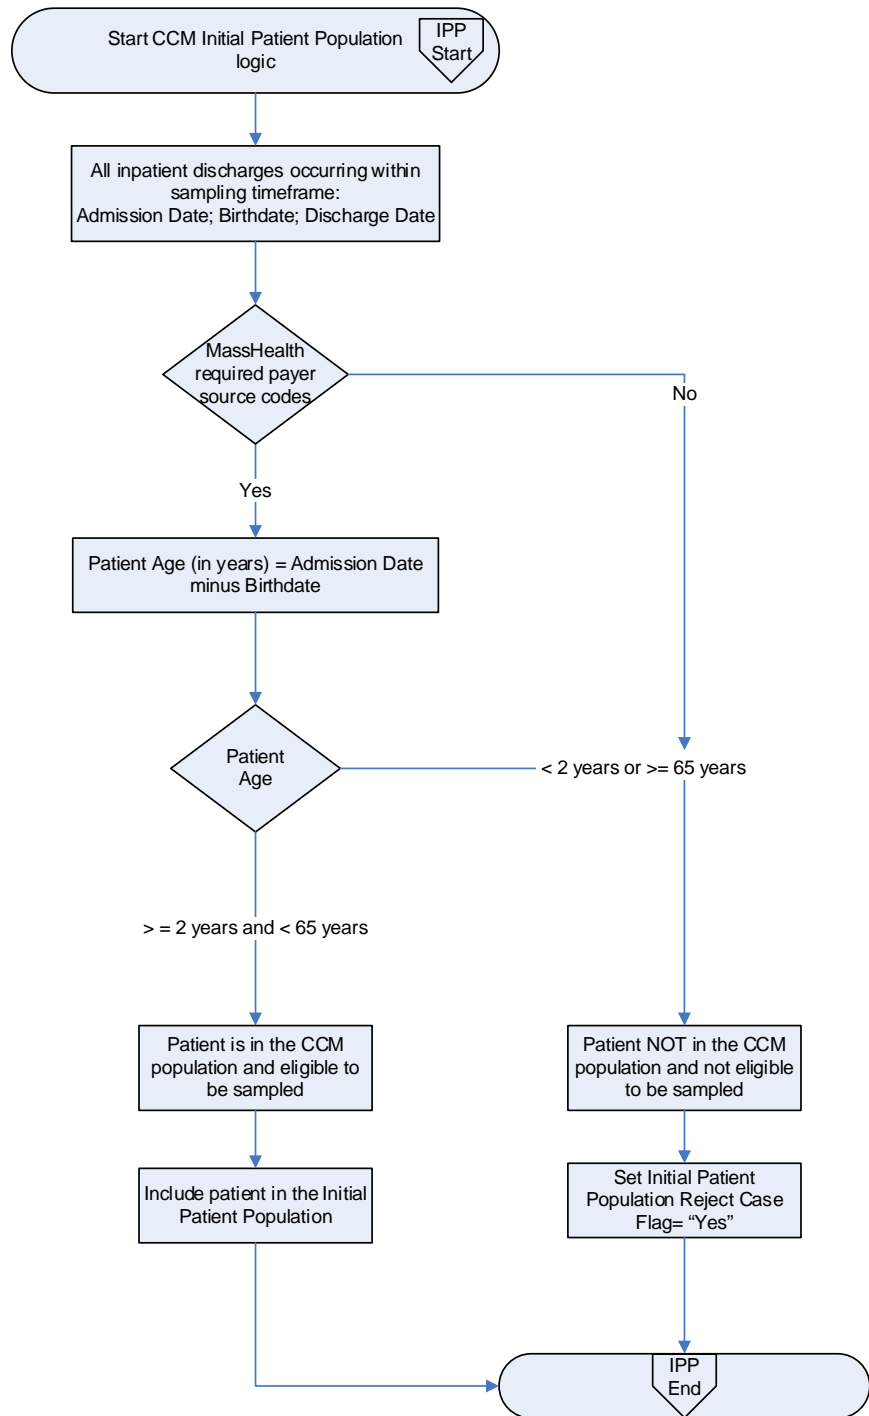 Start CCM Initial Patient Population
logic
IPP
Start
All inpatient discharges occurring within
sampling timeframe:
Admission Date; Birthdate; Discharge Date
MassHealth
required payer
source codes
No
Yes
Patient Age (in years) = Admission Date
minus Birthdate
Patient
Age
< 2 years or >= 65 years
> = 2 years and < 65 years
Patient is in the CCM
population and eligible to
be sampled
Patient NOT in the CCM
population and not eligible
to be sampled
Include patient in the Initial
Patient Population
Set Initial Patient
Population Reject Case
Flag= “Yes”
IPP
End